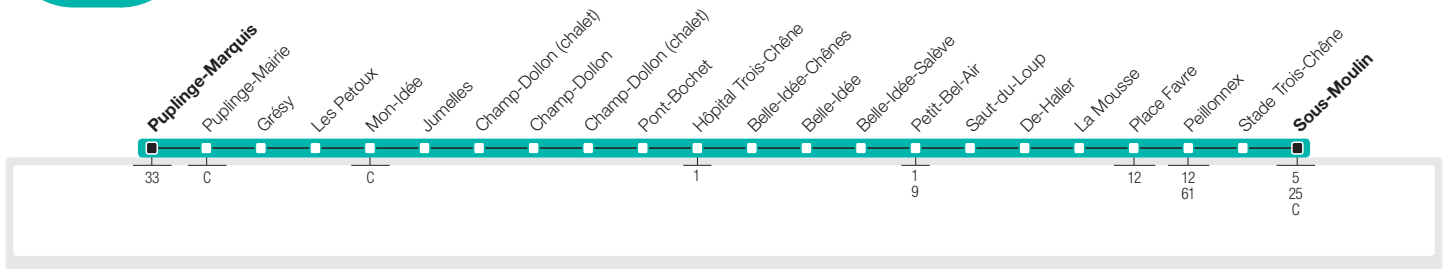 Puplinge-Marquis
Puplinge-Mairie
Grésy
Les Petoux
Mon-Idée
Jumelles
Champ-Dollon (chalet)
Champ-Dollon
Champ-Dollon (chalet)
Pont-Bochet
Hôpital Trois-Chêne
Belle-Idée-Chênes
Belle-Idée
Belle-Idée-Salève
Petit-Bel-Air
Saut-du-Loup
De-Haller
La Mousse
Place Favre
Peillonnex
Stade Trois-Chêne
Sous-Moulin
33 C C 1 1 12 12 5
9 61 25
C